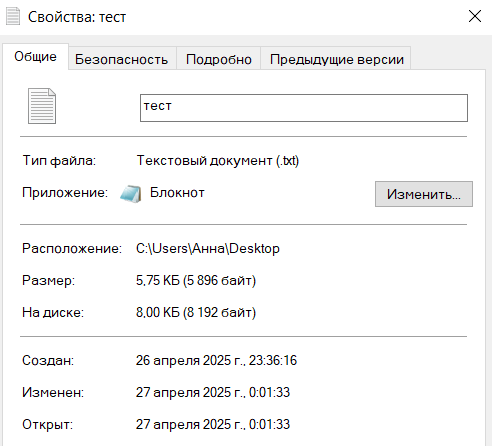 Свойства: тест
Общие Безопасность Подробно Предыдущие версии
тест
Тип файла: Текстовый документ (.txt)
Приложение: Блокнот Изменить...
Расположение: C:\Users\Анна\Desktop
Размер: 5,75 КБ (5 896 байт)
На диске: 8,00 КБ (8 192 байт)
Создан: 26 апреля 2025 г., 23:36:16
Изменен: 27 апреля 2025 г., 0:01:33
Открыт: 27 апреля 2025 г., 0:01:33